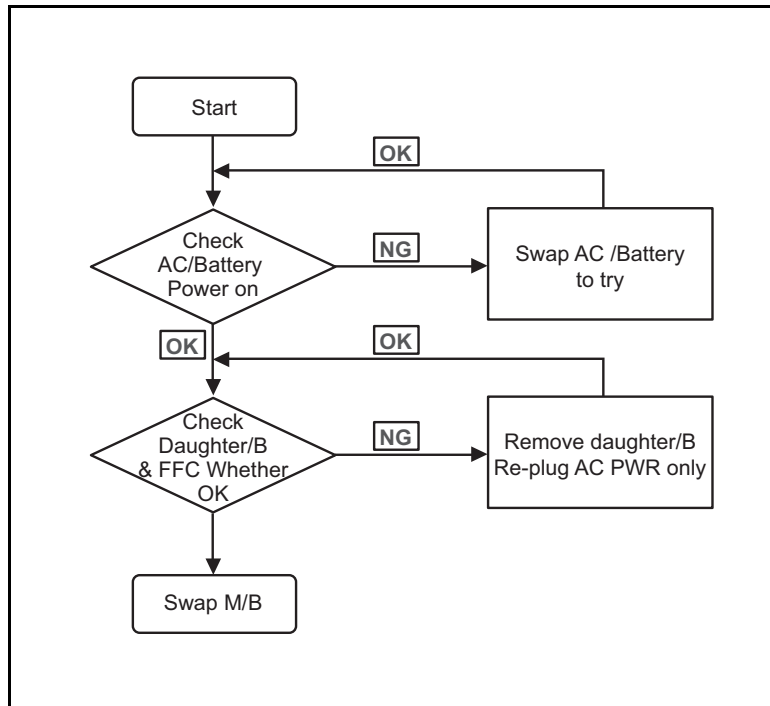 Start
OK
Check
AC/Battery
Power on
NG
Swap AC /Battery
to try
OK
OK
Check
Daughter/B
& FFC Whether
OK
NG
Remove daughter/B
Re-plug AC PWR only
Swap M/B